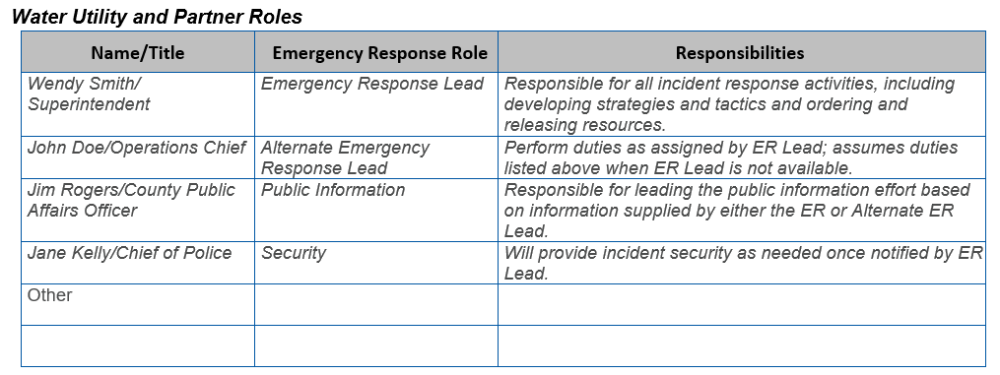 Water Utility and Partner Roles
Name/Title Emergency Response Role Responsibilities
Wendy Smith/
Superintendent
Emergency Response Lead
Responsible for all incident response activities, including
developing strategies and tactics and ordering and
releasing resources.
John Doe/Operations Chief
Alternate Emergency
Response Lead
Perform duties as assigned by ER Lead; assumes duties
listed above when ER Lead is not available.
Jim Rogers/County Public
Affairs Officer
Public Information
Responsible for leading the public information effort based
on information supplied by either the ER or Alternate ER
Lead.
Jane Kelly/Chief of Police
Security
Will provide incident security as needed once notified by ER
Lead.
Other